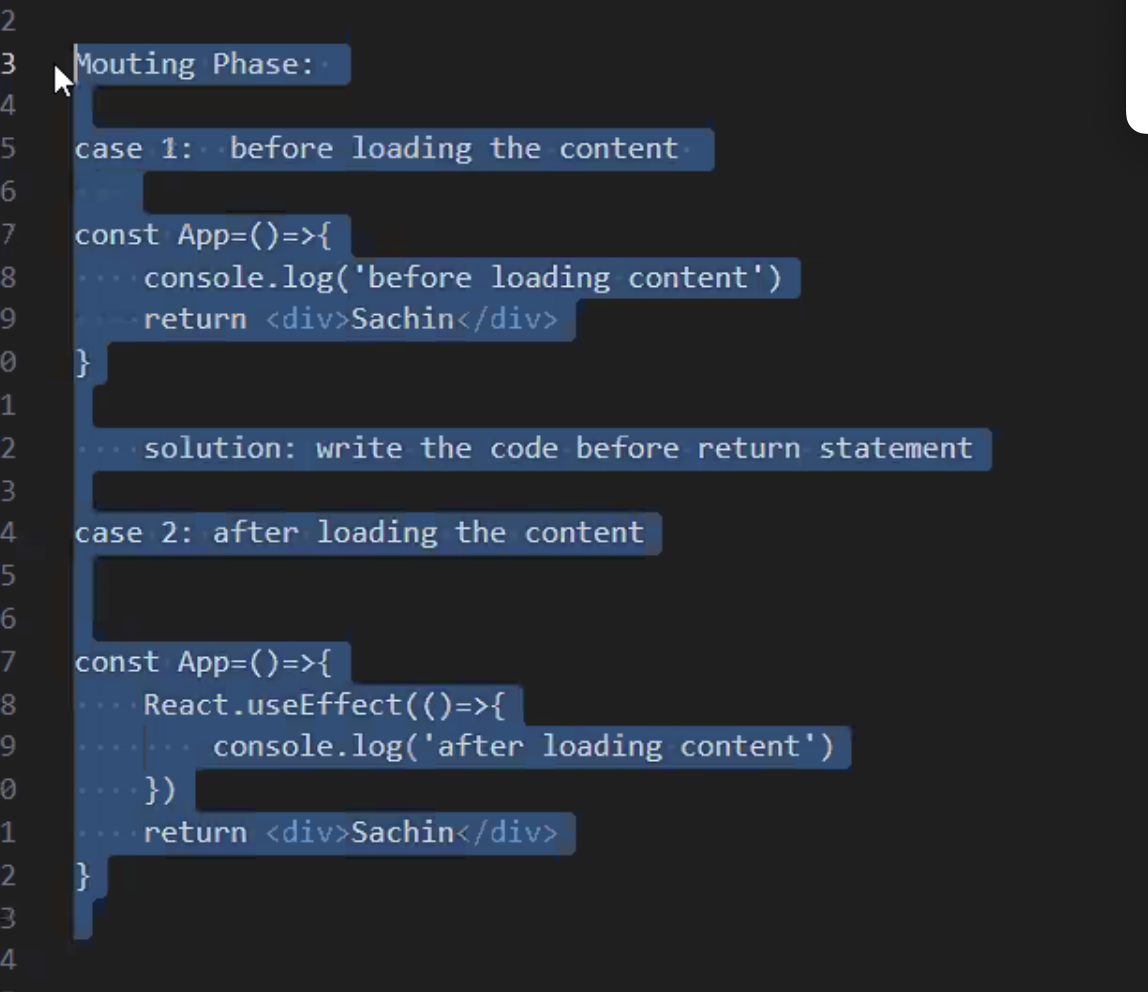 2
3 Mouting Phase:
4
5 case 1:  before loading the content
6
7 const App=()=>{
8     console.log('before loading content')
9     return <div>Sachin</div>
0 }
1
2     solution: write the code before return statement
3
4 case 2: after loading the content
5
6
7 const App=()=>{
8     React.useEffect(()=>{
9         console.log('after loading content')
0     })
1     return <div>Sachin</div>
2 }
3
4